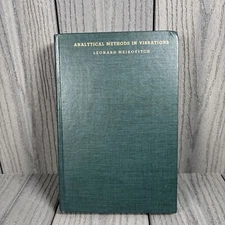 ANALYTICAL METHODS IN VIBRATIONS
LEONARD MEIROVITCH